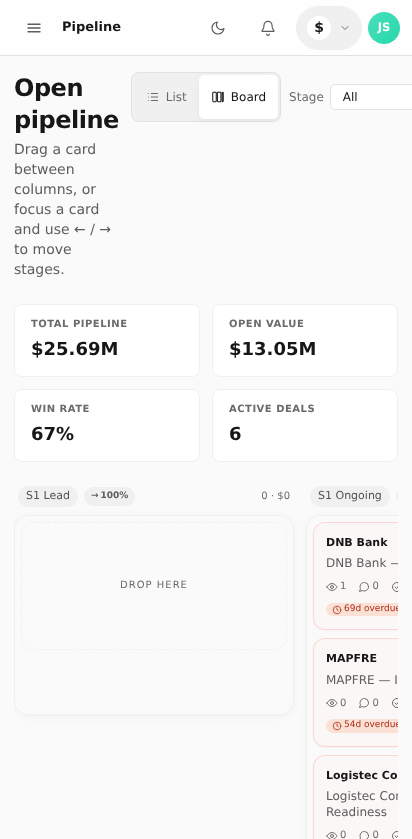 Pipeline
$
JS
Open
pipeline
Drag a card
between
columns, or
focus a card
and use ← / →
to move
stages.
List
Board
Stage
All
TOTAL PIPELINE
$25.69M
OPEN VALUE
$13.05M
WIN RATE
67%
ACTIVE DEALS
6
S1 Lead
→ 100%
0 · $0
DROP HERE
S1 Ongoing
DNB Bank
DNB Bank —
1 0
69d overdue
MAPFRE
MAPFRE —
0 0
54d overdue
Logistec
Logistec
Readiness
0 0